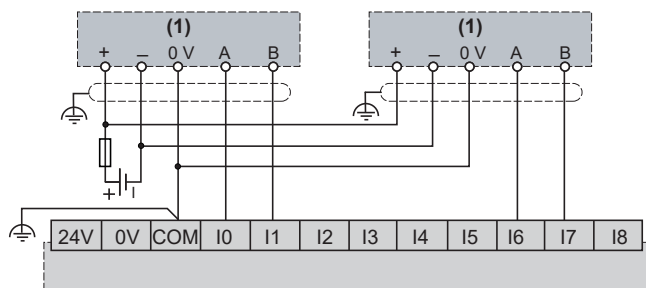 (1) (1)
+ – 0 V A B + – 0 V A B
+ –
24V 0V COM I0 I1 I2 I3 I4 I5 I6 I7 I8